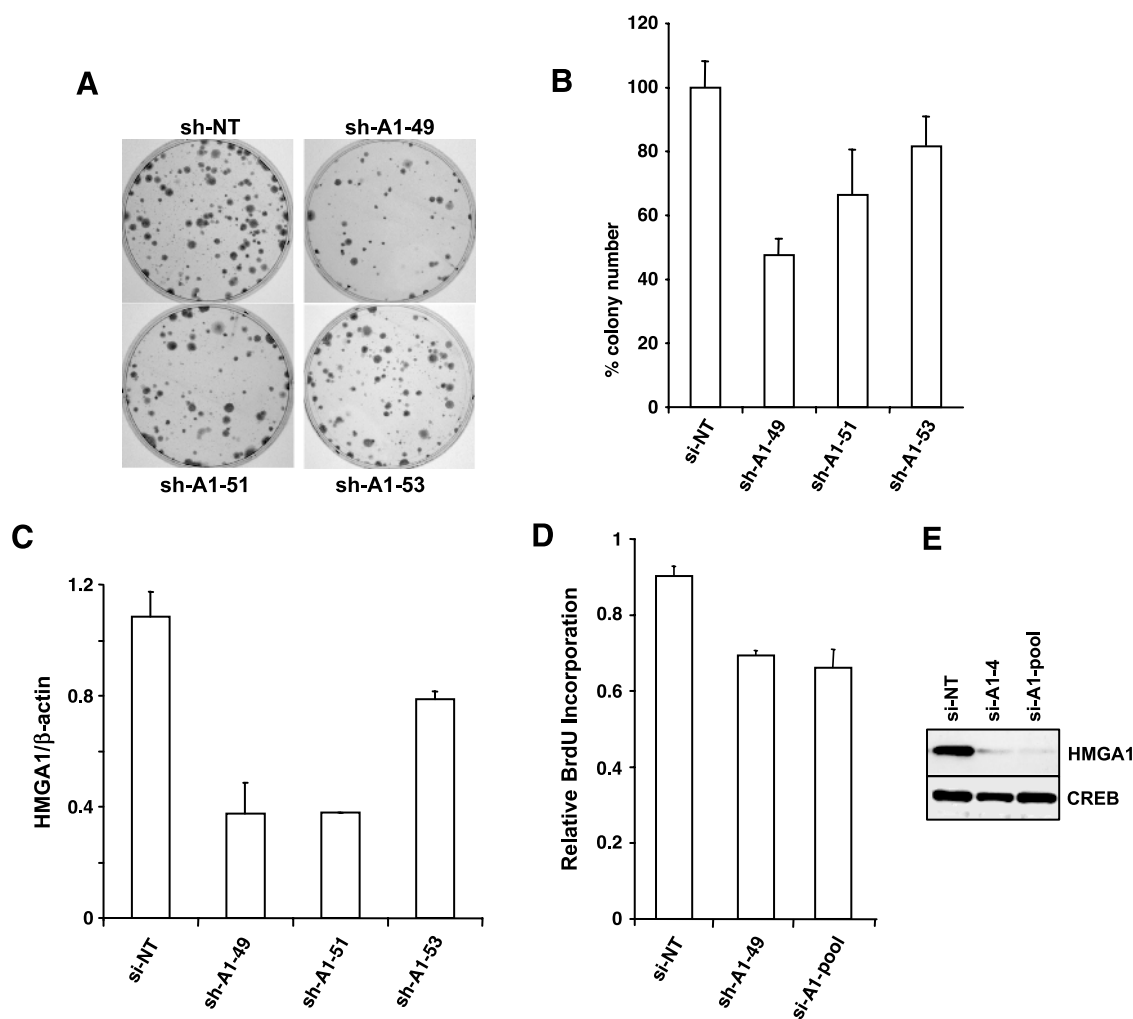 A
sh-NT
sh-A1-49
sh-A1-51
sh-A1-53
B
% colony number
120
100
80
60
40
20
0
si-NT
sh-A1-49
sh-A1-51
sh-A1-53
C
HMGA1/β-actin
1.2
0.8
0.4
0
si-NT
sh-A1-49
sh-A1-51
sh-A1-53
D
Relative BrdU Incorporation
1
0.8
0.6
0.4
0.2
0
si-NT
sh-A1-49
si-A1-pool
E
si-NT
si-A1-4
si-A1-pool
HMGA1
CREB